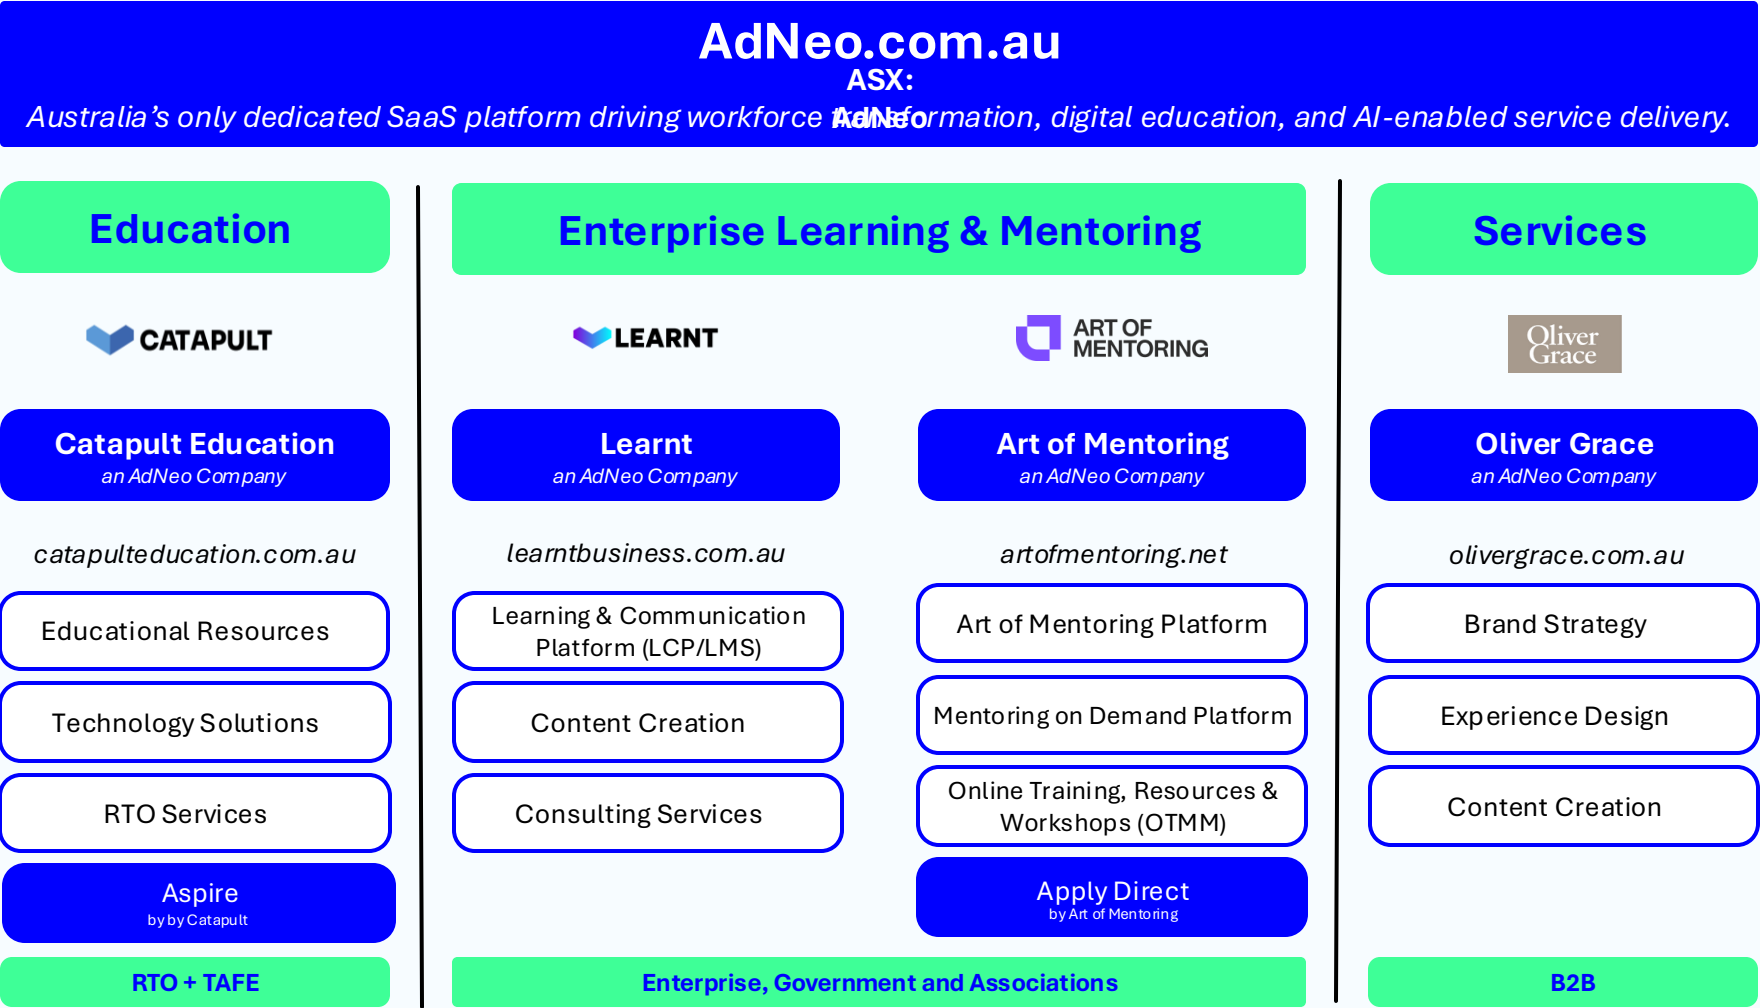 AdNeo.com.au
ASX:
AdNeo
Australia's only dedicated SaaS platform driving workforce transformation, digital education, and AI-enabled service delivery.
Education
Enterprise Learning & Mentoring
Services
CATAPULT
LEARNT
ART OF
MENTORING
Oliver
Grace
Catapult Education
an AdNeo Company
Learnt
an AdNeo Company
Art of Mentoring
an AdNeo Company
Oliver Grace
an AdNeo Company
catapulteducation.com.au
learntbusiness.com.au
artofmentoring.net
olivergrace.com.au
Educational Resources
Technology Solutions
RTO Services
Aspire
by by Catapult
Learning & Communication
Platform (LCP/LMS)
Content Creation
Consulting Services
Art of Mentoring Platform
Mentoring on Demand Platform
Online Training, Resources &
Workshops (OTMM)
Apply Direct
by Art of Mentoring
Brand Strategy
Experience Design
Content Creation
RTO + TAFE
Enterprise, Government and Associations
B2B